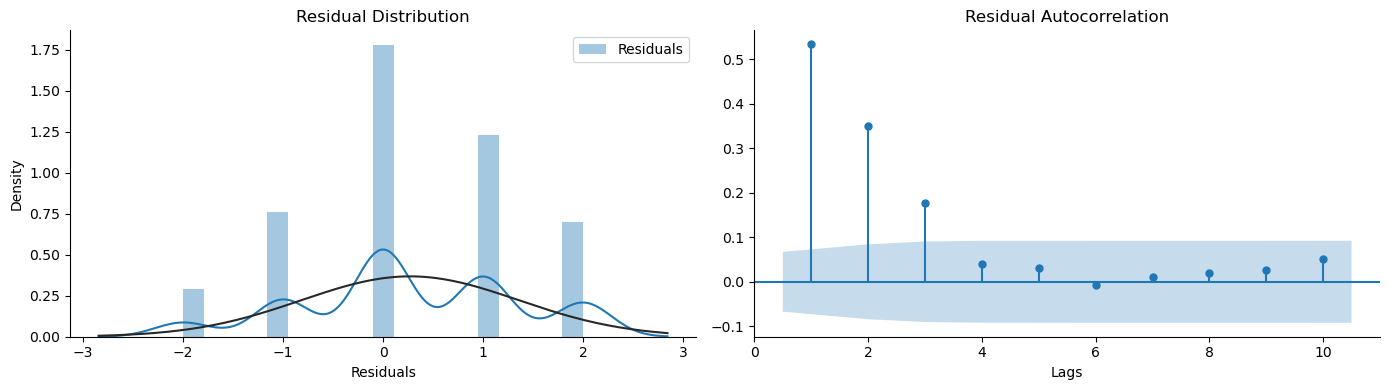 Residual Distribution
Residuals
Density
1.75
1.50
1.25
1.00
0.75
0.50
0.25
0.00
−3 −2 −1 0 1 2 3
Residuals
Residual Autocorrelation
0.5
0.4
0.3
0.2
0.1
0.0
−0.1
0 2 4 6 8 10
Lags